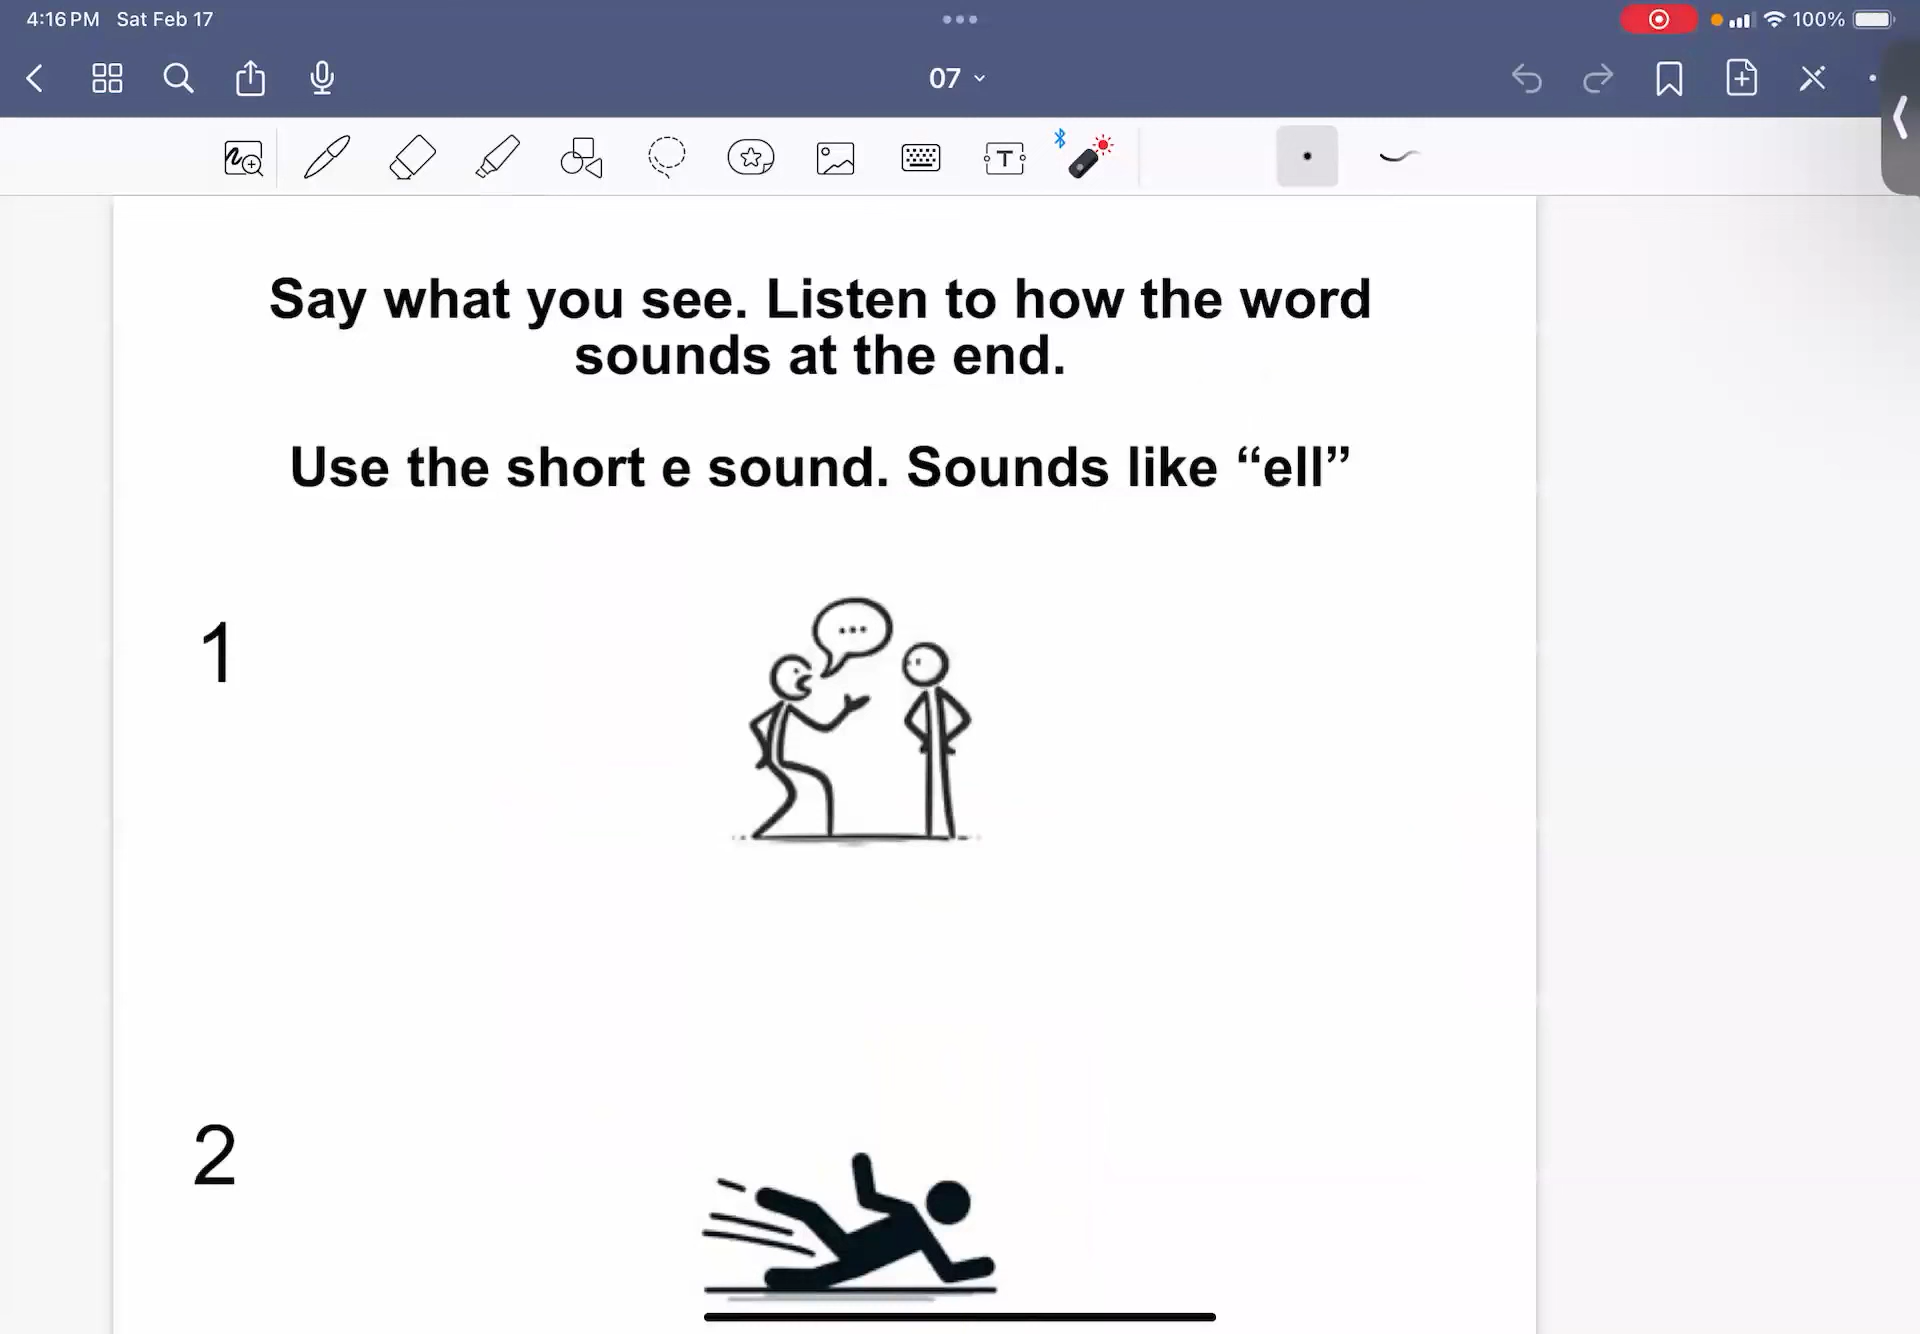 4:16 PM Sat Feb 17
100%
07
T
Say what you see. Listen to how the word
sounds at the end.
Use the short e sound. Sounds like “ell”
1
2